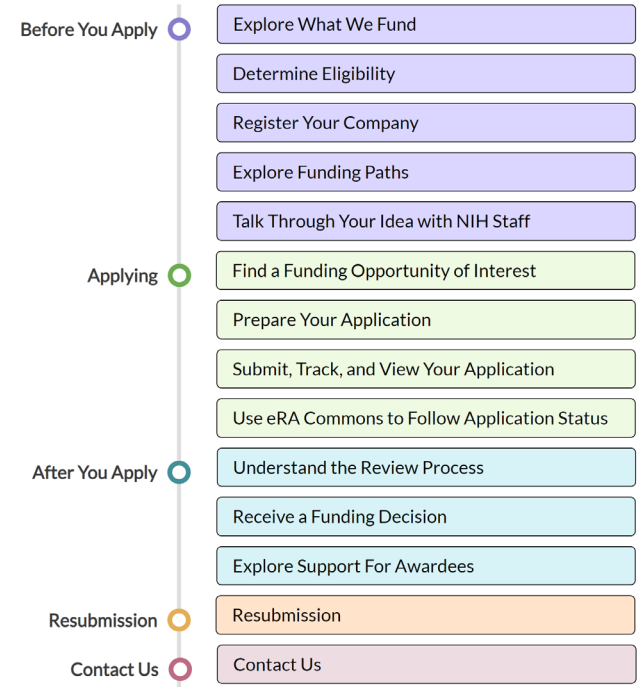 Before You Apply
Explore What We Fund
Determine Eligibility
Register Your Company
Explore Funding Paths
Talk Through Your Idea with NIH Staff
Applying
Find a Funding Opportunity of Interest
Prepare Your Application
Submit, Track, and View Your Application
Use eRA Commons to Follow Application Status
After You Apply
Understand the Review Process
Receive a Funding Decision
Explore Support For Awardees
Resubmission
Resubmission
Contact Us
Contact Us